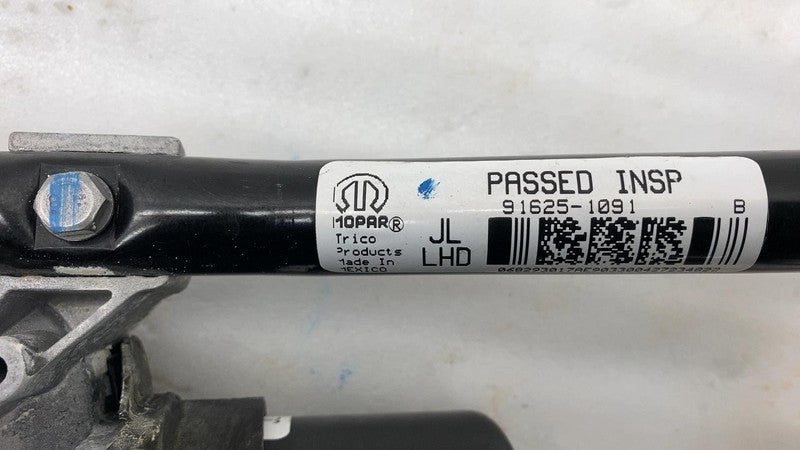 MOPAR®
Trico
Products
Made In
MEXICO
JL
LHD
PASSED INSP
91625-1091
B